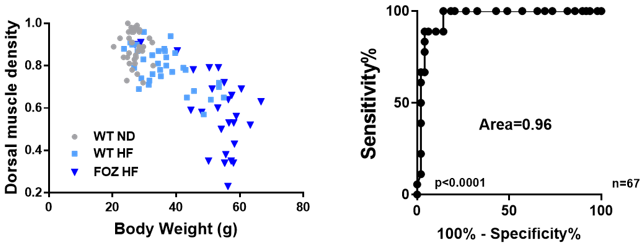 1.0
0.8
0.6
0.4
0.2
Dorsal muscle density
WT ND
WT HF
FOZ HF
0 20 40 60 80
Body Weight (g)
100
50
0
Sensitivity%
Area=0.96
p<0.0001
n=67
0 50 100
100% - Specificity%